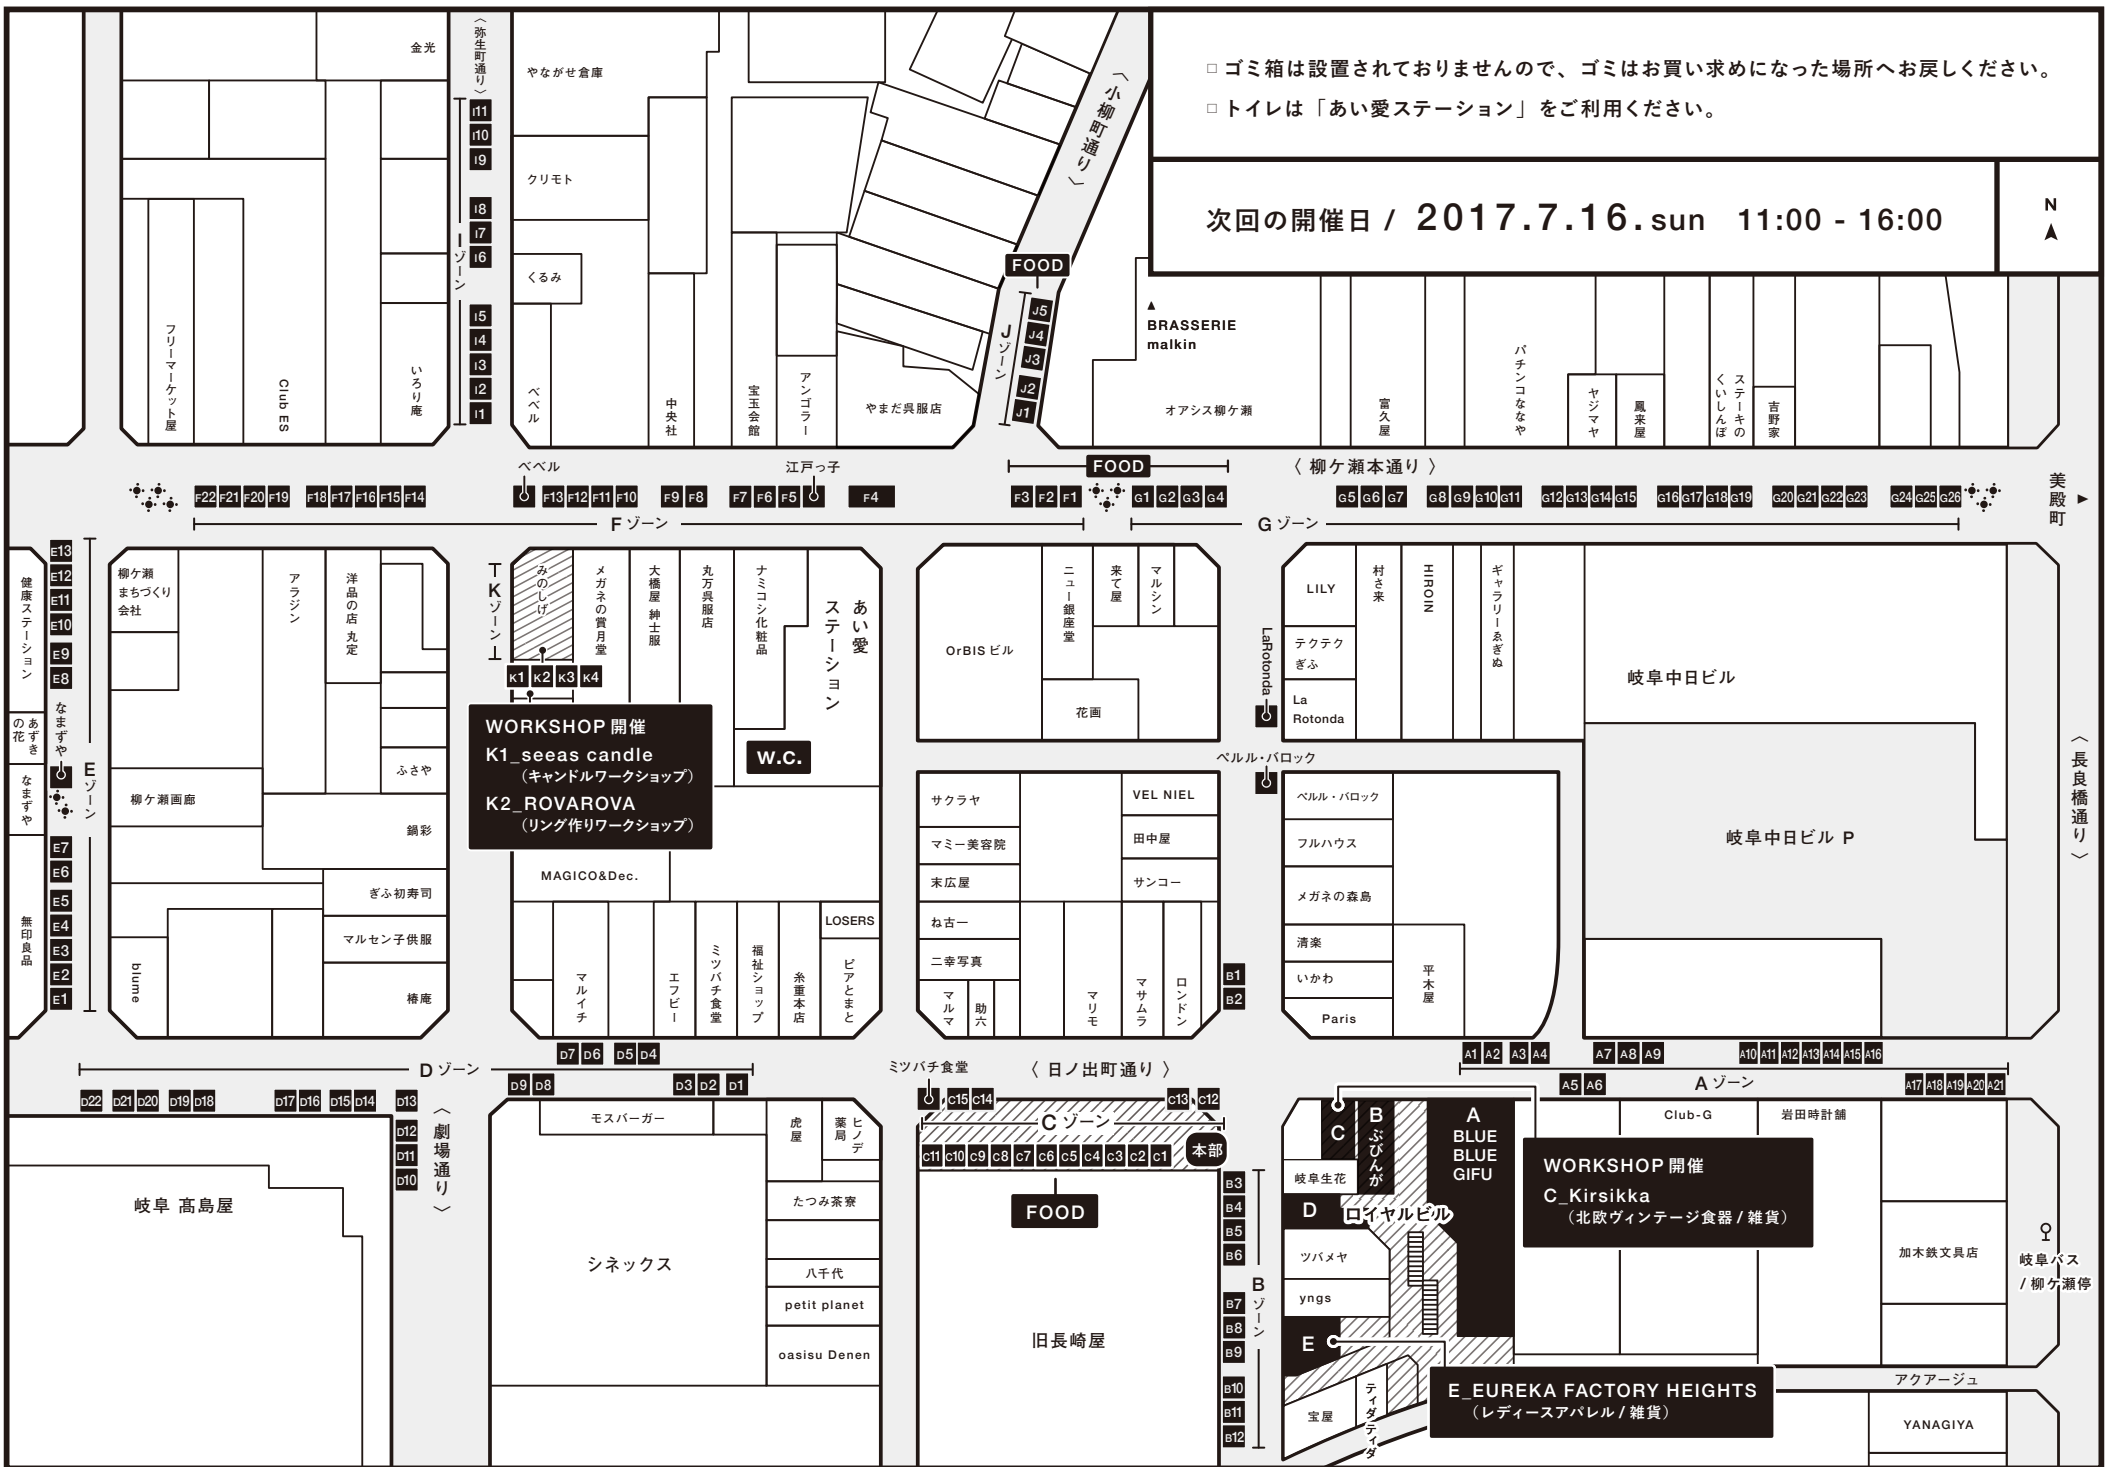 □ ゴミ箱は設置されておりませんので、ゴミはお買い求めになった場所へお戻しください。
□ トイレは「あい愛ステーション」をご利用ください。
次回の開催日 / 2017.7.16.sun 11:00 - 16:00
N
金光
フリーマーケット屋
Club ES
いろり庵
〈弥生町通り〉
I11
I10
I9
I8
I7
I6
I5
I4
I3
I2
I1
Iゾーン
やながせ倉庫
クリモト
くるみ
ベベル
中央社
宝玉会館
アンゴラー
やまだ呉服店
〈小柳町通り〉
FOOD
J5
J4
J3
J2
J1
Jゾーン
BRASSERIE
malkin
オアシス柳ケ瀬
富久屋
パチンコななや
ヤジマヤ
鳳来屋
ステーキの
くいしんぼ
吉野家
ベベル
江戸っ子
FOOD
〈 柳ケ瀬本通り 〉
美殿町
F22 F21 F20 F19 F18 F17 F16 F15 F14 F13 F12 F11 F10 F9 F8 F7 F6 F5 F4 F3 F2 F1
G1 G2 G3 G4 G5 G6 G7 G8 G9 G10 G11 G12 G13 G14 G15 G16 G17 G18 G19 G20 G21 G22 G23 G24 G25 G26
Fゾーン
Gゾーン
健康ステーション
あずき
の花
なまずや
無印良品
E13
E12
E11
E10
E9
E8
なまずや
E7
E6
E5
E4
E3
E2
E1
Eゾーン
柳ケ瀬
まちづくり
会社
アラジン
洋品の店 丸定
ふさや
柳ケ瀬画廊
鍋彩
ぎふ初寿司
マルセン子供服
椿庵
blume
Kゾーン
みのしげ
メガネの賞月堂
大橋屋 紳士服
丸万呉服店
ナミコシ化粧品
あい愛
ステーション
K1 K2 K3 K4
WORKSHOP 開催
K1_seeas candle
（キャンドルワークショップ）
K2_ROVAROVA
（リング作りワークショップ）
W.C.
MAGICO&Dec.
マルイチ
エフビー
ミツバチ食堂
福祉ショップ
糸重本店
LOSERS
ピアとまと
OrBIS ビル
ニュー銀座堂
来て屋
マルシン
花画
サクラヤ
マミー美容院
末広屋
ね古一
二幸写真
マルマ
助六
マリモ
マサムラ
ロンドン
VEL NIEL
田中屋
サンコー
LaRotonda
ペルル・バロック
B1
B2
LILY
テクテク
ぎふ
La
Rotonda
村さ来
HIROIN
ギャラリーゑぎぬ
岐阜中日ビル
岐阜中日ビル P
〈長良橋通り〉
ペルル・バロック
フルハウス
メガネの森島
清楽
いかわ
Paris
平木屋
D7 D6 D5 D4
Dゾーン
D9 D8 D3 D2 D1
D22 D21 D20 D19 D18 D17 D16 D15 D14 D13
D12
D11
D10
〈劇場通り〉
ミツバチ食堂
〈 日ノ出町通り 〉
A1 A2 A3 A4 A7 A8 A9 A10 A11 A12 A13 A14 A15 A16
Aゾーン
A5 A6 A17 A18 A19 A20 A21
岐阜 髙島屋
モスバーガー
虎屋
ヒノデ
薬局
たつみ茶寮
八千代
petit planet
oasisu Denen
シネックス
C15 C14 C13 C12
Cゾーン
C11 C10 C9 C8 C7 C6 C5 C4 C3 C2 C1
本部
FOOD
旧長崎屋
B3
B4
B5
B6
B7
B8
B9
B10
B11
B12
Bゾーン
C
B ぶびんが
A
BLUE
BLUE
GIFU
岐阜生花
D
ロイヤルビル
ツバメヤ
yngs
E
宝屋
ティダティダ
Club-G
岩田時計舗
WORKSHOP 開催
C_Kirsikka
（北欧ヴィンテージ食器 / 雑貨）
加木鉄文具店
岐阜バス
/ 柳ケ瀬停
E_EUREKA FACTORY HEIGHTS
（レディースアパレル / 雑貨）
アクアージュ
YANAGIYA